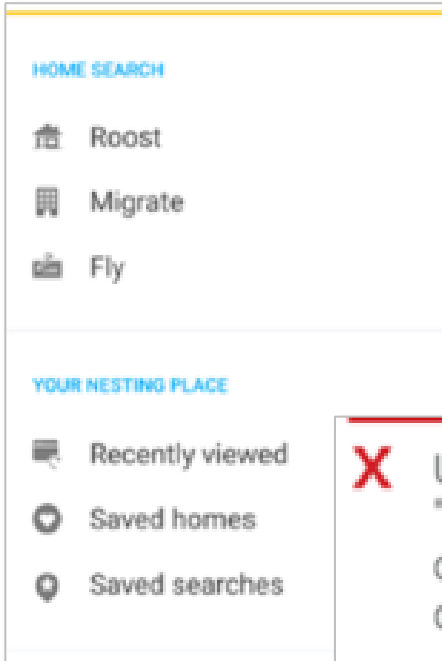 HOME SEARCH
Roost
Migrate
Fly
YOUR NESTING PLACE
Recently viewed
X
Saved homes
Saved searches